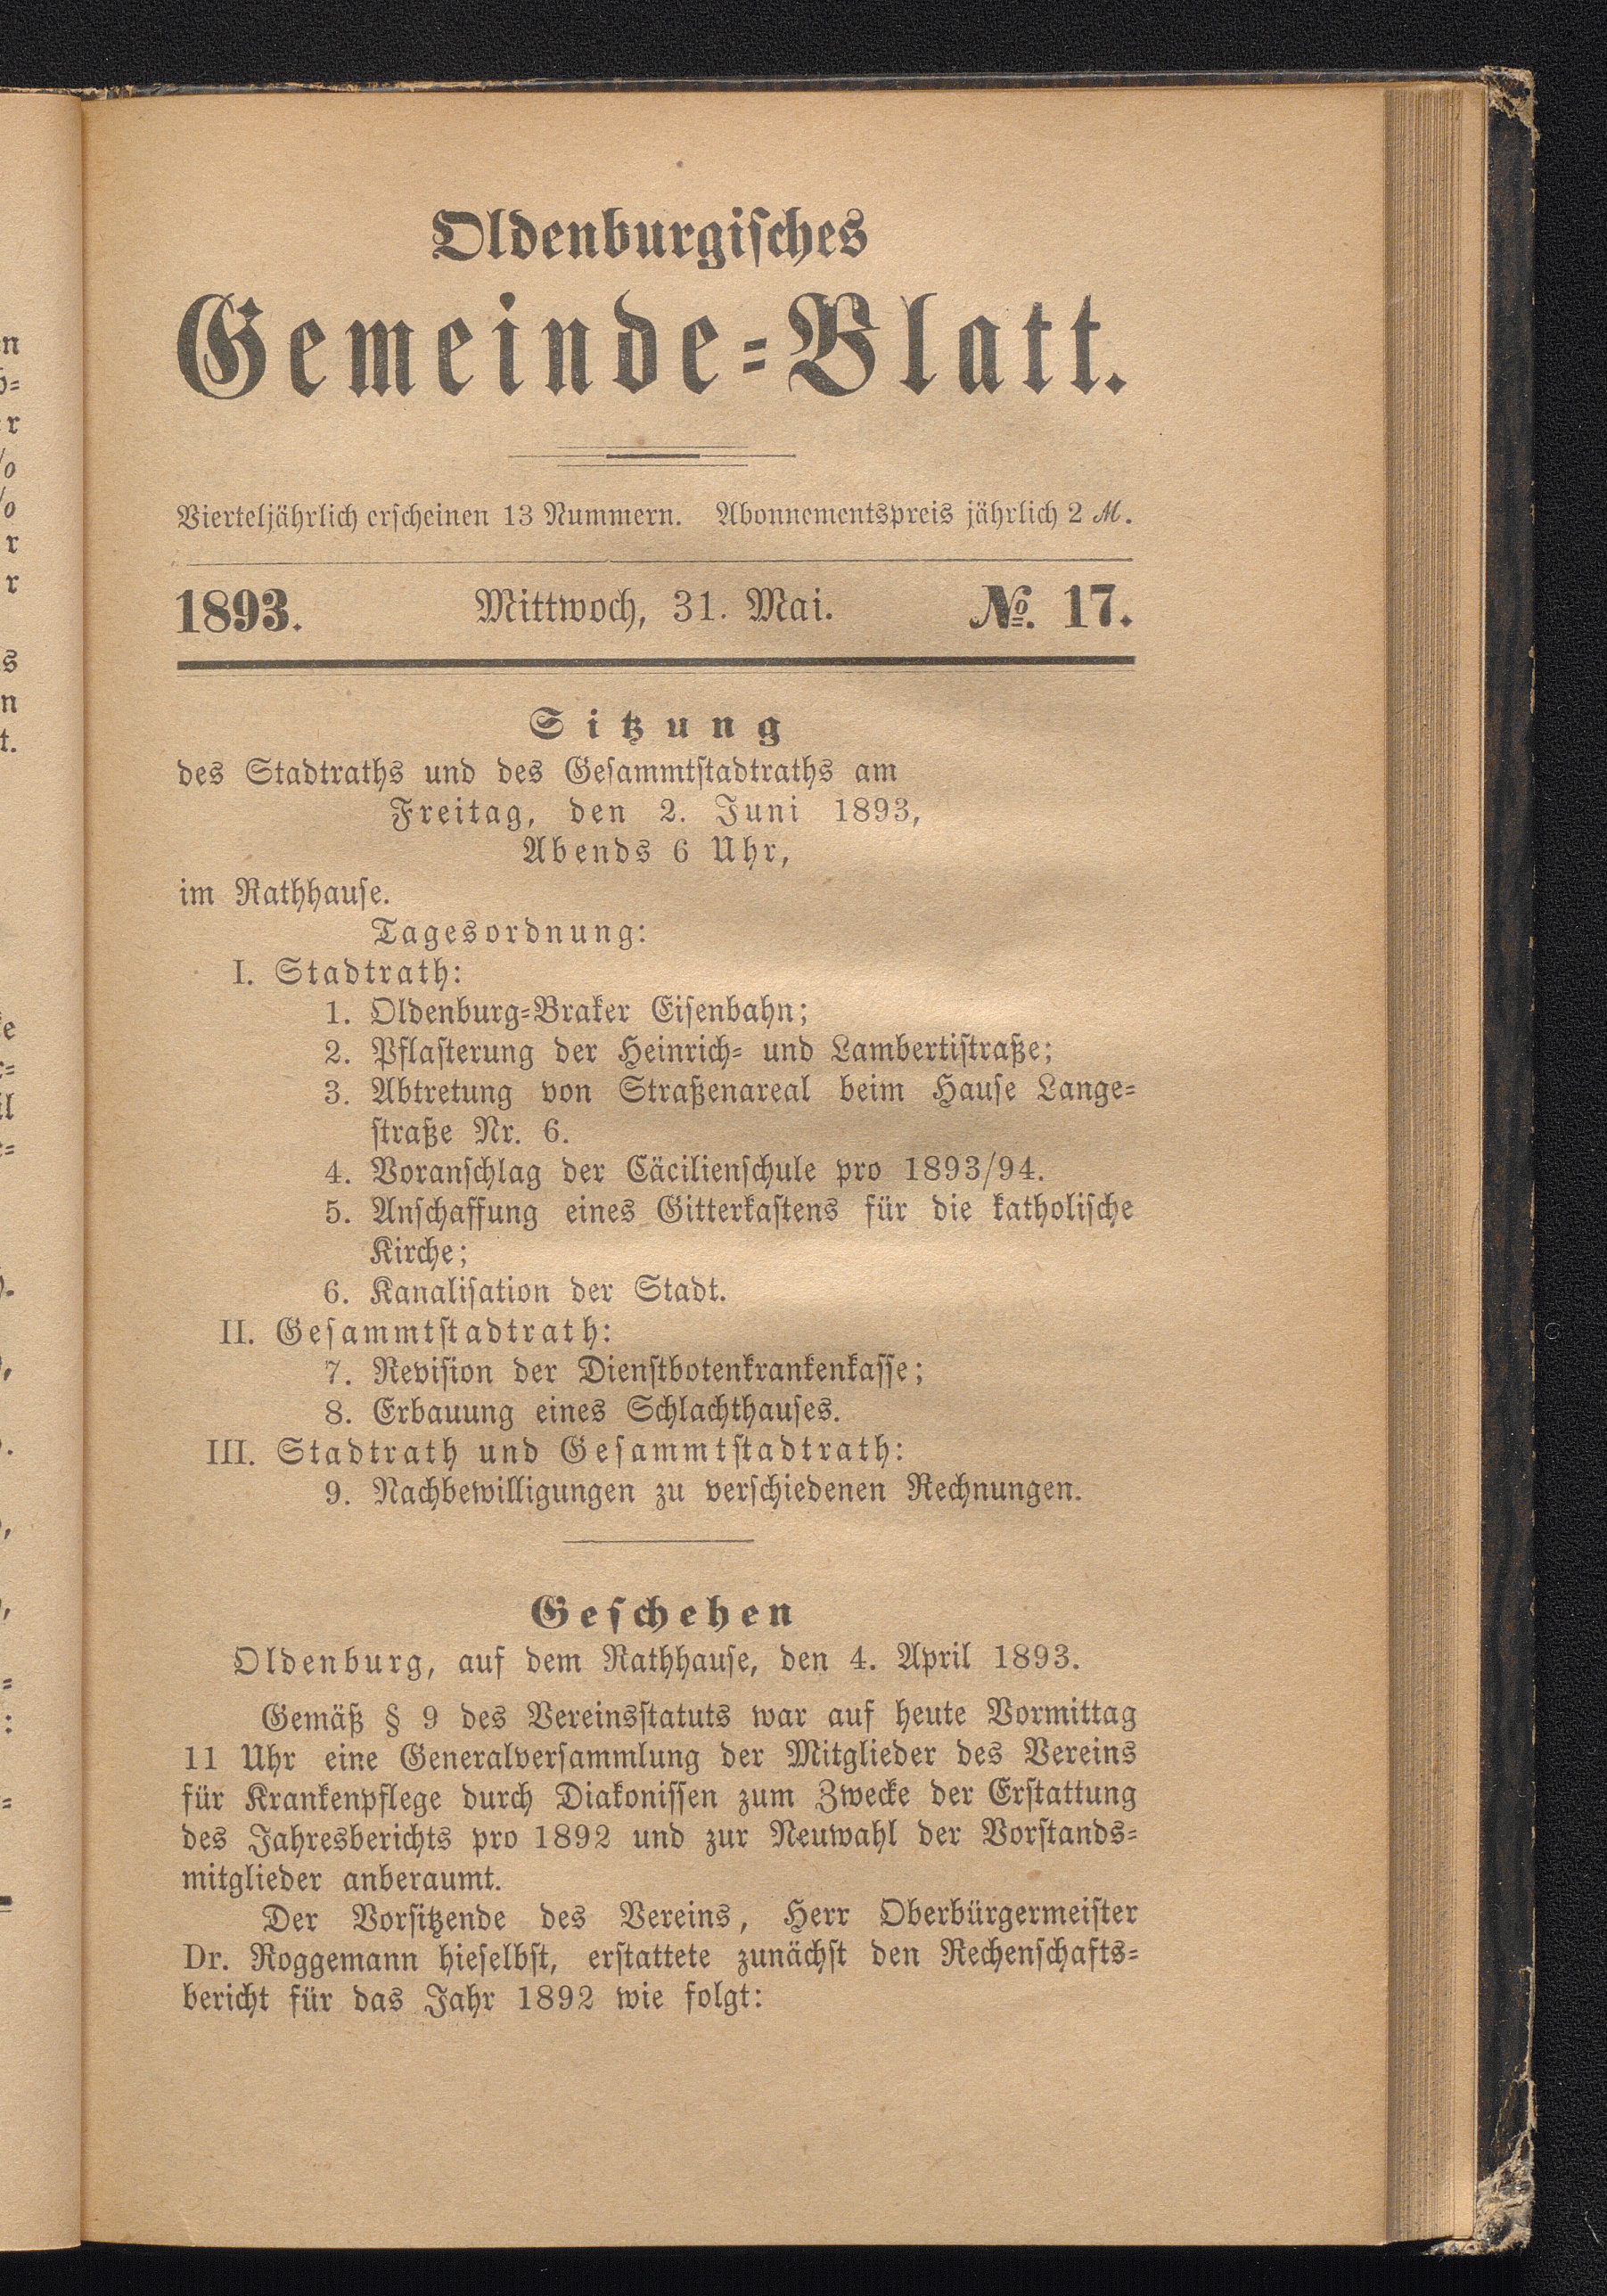 Oldenburgisches
Gemeinde-Blatt.
Vierteljährlich erscheinen 13 Nummern. Abonnementspreis jährlich 2 ℳ.
1893. Mittwoch, 31. Mai. №. 17.
Sitzung
des Stadtraths und des Gesammtstadtraths am
Freitag, den 2. Juni 1893,
Abends 6 Uhr,
im Rathhause.
Tagesordnung:
I. Stadtrath:
1. Oldenburg-Braker Eisenbahn;
2. Pflasterung der Heinrich- und Lambertistraße;
3. Abtretung von Straßenareal beim Hause Lange-
straße Nr. 6.
4. Voranschlag der Cäcilienschule pro 1893/94.
5. Anschaffung eines Gitterkastens für die katholische
Kirche;
6. Kanalisation der Stadt.
II. Gesammtstadtrath:
7. Revision der Dienstbotenkrankenkasse;
8. Erbauung eines Schlachthauses.
III. Stadtrath und Gesammtstadtrath:
9. Nachbewilligungen zu verschiedenen Rechnungen.
Geschehen
Oldenburg, auf dem Rathhause, den 4. April 1893.
Gemäß § 9 des Vereinsstatuts war auf heute Vormittag
11 Uhr eine Generalversammlung der Mitglieder des Vereins
für Krankenpflege durch Diakonissen zum Zwecke der Erstattung
des Jahresberichts pro 1892 und zur Neuwahl der Vorstands-
mitglieder anberaumt.
Der Vorsitzende des Vereins, Herr Oberbürgermeister
Dr. Roggemann hieselbst, erstattete zunächst den Rechenschafts-
bericht für das Jahr 1892 wie folgt: